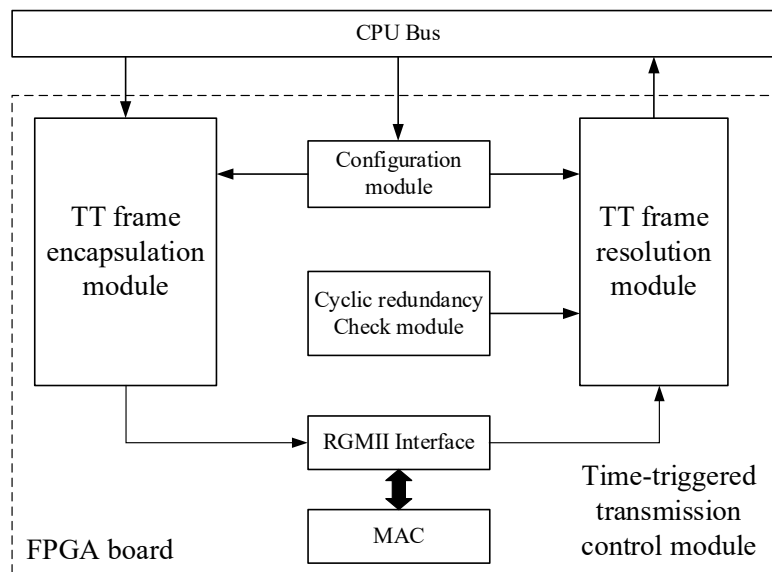 CPU Bus
Configuration
module
TT frame
encapsulation
module
TT frame
resolution
module
Cyclic redundancy
Check module
RGMII Interface
MAC
Time-triggered
transmission
control module
FPGA board